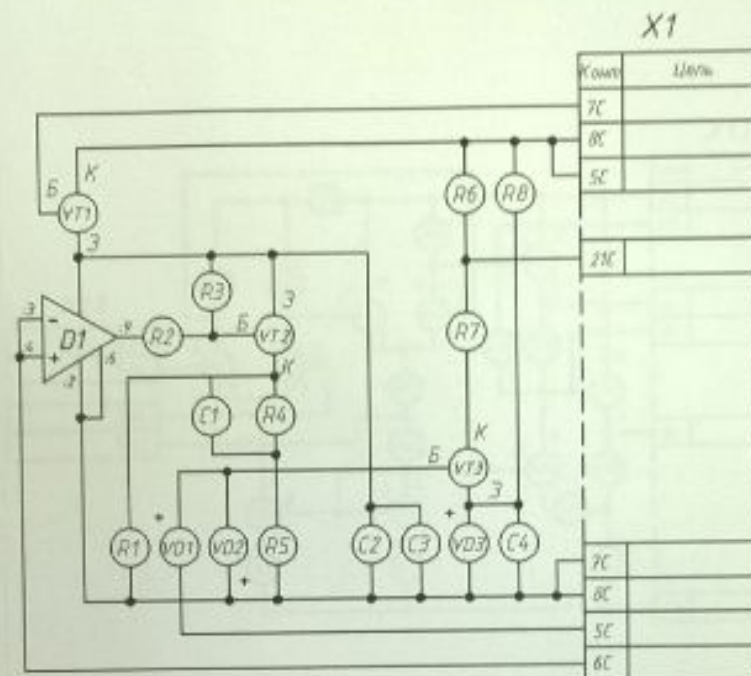 X1
Конт Цепь
7С
8С
5С
К
Б
VT1
Э
R6 R8
21С
R3
Э
3
-
D1
9
R2
Б
VT2
R7
4
+
6
2
К
C1 R4
К
Б
VT3
Э
+
+
R1 VD1 VD2 R5 C2 C3 VD3 C4
+
7С
8С
5С
6С